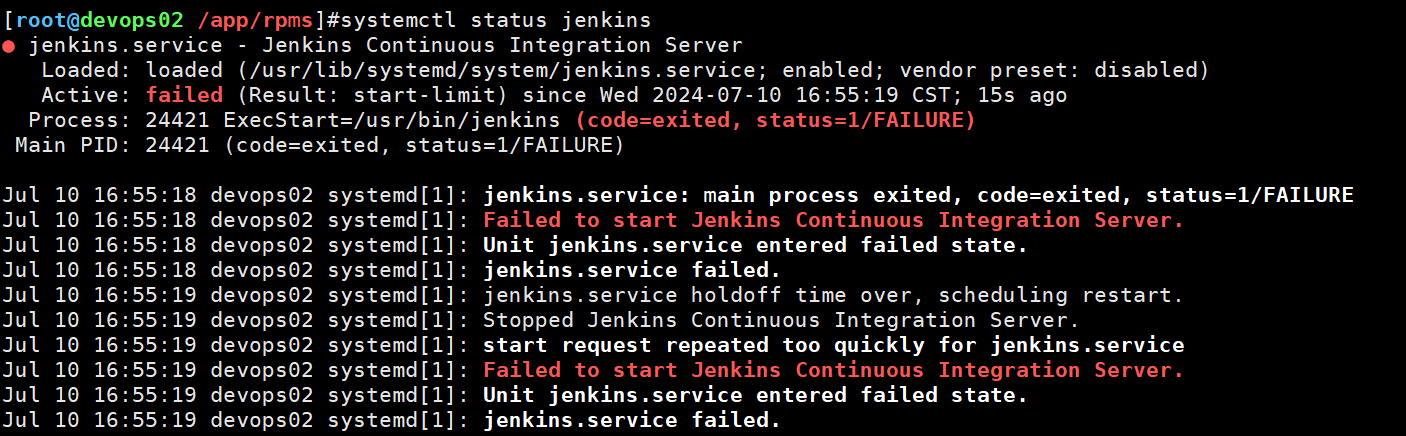 [root@devops02 /app/rpms]#systemctl status jenkins
● jenkins.service - Jenkins Continuous Integration Server
   Loaded: loaded (/usr/lib/systemd/system/jenkins.service; enabled; vendor preset: disabled)
   Active: failed (Result: start-limit) since Wed 2024-07-10 16:55:19 CST; 15s ago
  Process: 24421 ExecStart=/usr/bin/jenkins (code=exited, status=1/FAILURE)
 Main PID: 24421 (code=exited, status=1/FAILURE)

Jul 10 16:55:18 devops02 systemd[1]: jenkins.service: main process exited, code=exited, status=1/FAILURE
Jul 10 16:55:18 devops02 systemd[1]: Failed to start Jenkins Continuous Integration Server.
Jul 10 16:55:18 devops02 systemd[1]: Unit jenkins.service entered failed state.
Jul 10 16:55:18 devops02 systemd[1]: jenkins.service failed.
Jul 10 16:55:19 devops02 systemd[1]: jenkins.service holdoff time over, scheduling restart.
Jul 10 16:55:19 devops02 systemd[1]: Stopped Jenkins Continuous Integration Server.
Jul 10 16:55:19 devops02 systemd[1]: start request repeated too quickly for jenkins.service
Jul 10 16:55:19 devops02 systemd[1]: Failed to start Jenkins Continuous Integration Server.
Jul 10 16:55:19 devops02 systemd[1]: Unit jenkins.service entered failed state.
Jul 10 16:55:19 devops02 systemd[1]: jenkins.service failed.